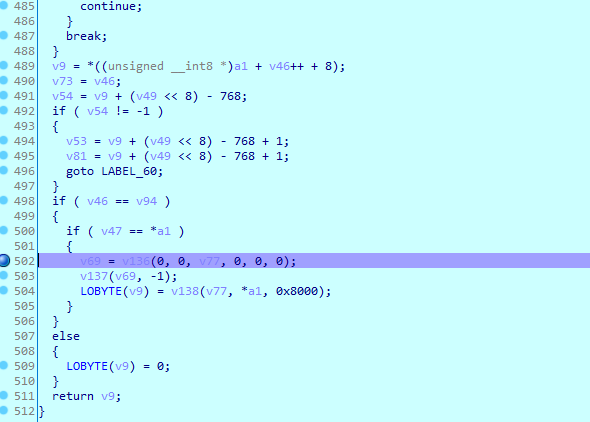 485 continue;
486 }
487 break;
488 }
489 v9 = *((unsigned __int8 *)a1 + v46++ + 8);
490 v73 = v46;
491 v54 = v9 + (v49 << 8) - 768;
492 if ( v54 != -1 )
493 {
494 v53 = v9 + (v49 << 8) - 768 + 1;
495 v81 = v9 + (v49 << 8) - 768 + 1;
496 goto LABEL_60;
497 }
498 if ( v46 == v94 )
499 {
500 if ( v47 == *a1 )
501 {
502 v69 = v136(0, 0, v77, 0, 0, 0);
503 v137(v69, -1);
504 LOBYTE(v9) = v138(v77, *a1, 0x8000);
505 }
506 }
507 else
508 {
509 LOBYTE(v9) = 0;
510 }
511 return v9;
512 }